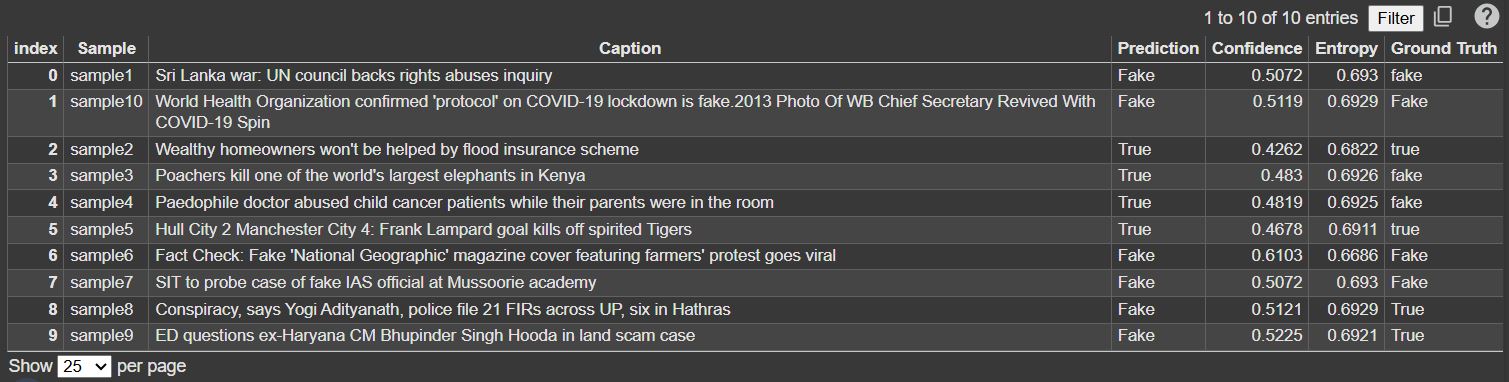 1 to 10 of 10 entries Filter
index Sample Caption Prediction Confidence Entropy Ground Truth
0 sample1 Sri Lanka war: UN council backs rights abuses inquiry Fake 0.5072 0.693 fake
1 sample10 World Health Organization confirmed 'protocol' on COVID-19 lockdown is fake.2013 Photo Of WB Chief Secretary Revived With Fake 0.5119 0.6929 Fake
COVID-19 Spin
2 sample2 Wealthy homeowners won't be helped by flood insurance scheme True 0.4262 0.6822 true
3 sample3 Poachers kill one of the world's largest elephants in Kenya True 0.483 0.6926 fake
4 sample4 Paedophile doctor abused child cancer patients while their parents were in the room True 0.4819 0.6925 fake
5 sample5 Hull City 2 Manchester City 4: Frank Lampard goal kills off spirited Tigers True 0.4678 0.6911 true
6 sample6 Fact Check: Fake 'National Geographic' magazine cover featuring farmers' protest goes viral Fake 0.6103 0.6686 Fake
7 sample7 SIT to probe case of fake IAS official at Mussoorie academy Fake 0.5072 0.693 Fake
8 sample8 Conspiracy, says Yogi Adityanath, police file 21 FIRs across UP, six in Hathras Fake 0.5121 0.6929 True
9 sample9 ED questions ex-Haryana CM Bhupinder Singh Hooda in land scam case Fake 0.5225 0.6921 True
Show 25 per page